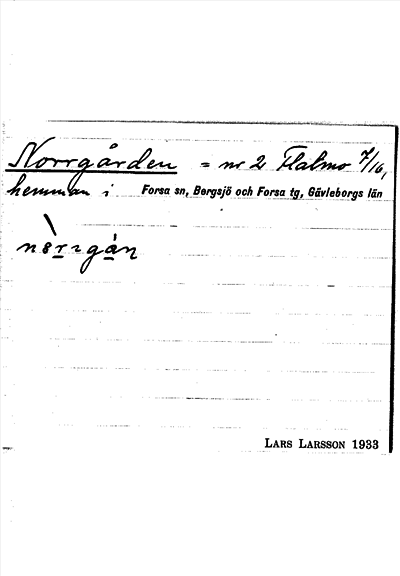 Norrgården = nr 2 Flatmo 7/16,
hemman i Forsa sn, Bergsjö och Forsa tg, Gävleborgs län
LARS LARSSON 1933